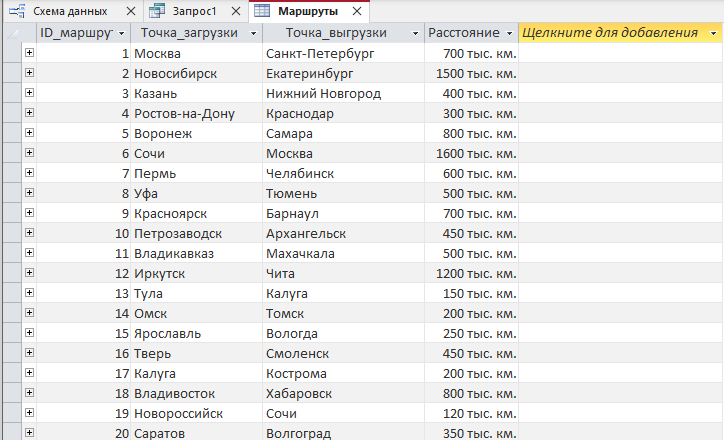 Схема данных Запрос1 Маршруты
ID_маршру Точка_загрузки Точка_выгрузки Расстояние Щелкните для добавления
1 Москва Санкт-Петербург 700 тыс. км.
2 Новосибирск Екатеринбург 1500 тыс. км.
3 Казань Нижний Новгород 400 тыс. км.
4 Ростов-на-Дону Краснодар 300 тыс. км.
5 Воронеж Самара 800 тыс. км.
6 Сочи Москва 1600 тыс. км.
7 Пермь Челябинск 600 тыс. км.
8 Уфа Тюмень 500 тыс. км.
9 Красноярск Барнаул 700 тыс. км.
10 Петрозаводск Архангельск 450 тыс. км.
11 Владикавказ Махачкала 500 тыс. км.
12 Иркутск Чита 1200 тыс. км.
13 Тула Калуга 150 тыс. км.
14 Омск Томск 200 тыс. км.
15 Ярославль Вологда 250 тыс. км.
16 Тверь Смоленск 450 тыс. км.
17 Калуга Кострома 200 тыс. км.
18 Владивосток Хабаровск 800 тыс. км.
19 Новороссийск Сочи 120 тыс. км.
20 Саратов Волгоград 350 тыс. км.